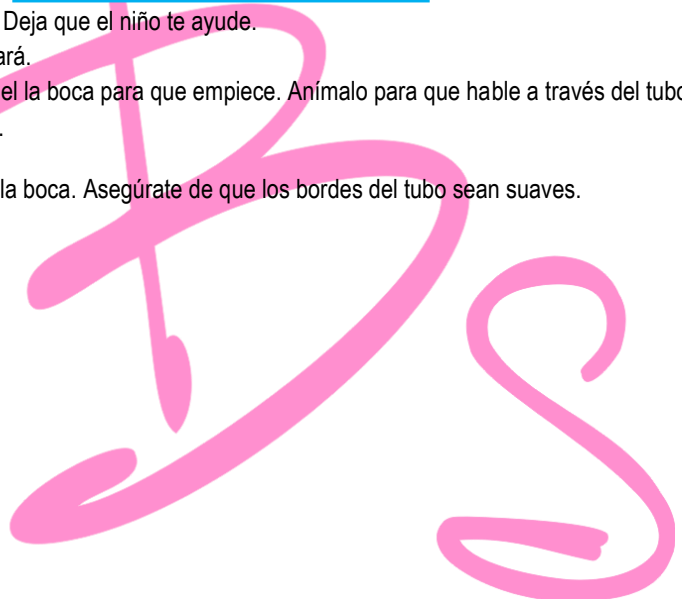 Deja que el niño te ayude.
ará.
el la boca para que empiece. Anímalo para que hable a través del tubo
.
la boca. Asegúrate de que los bordes del tubo sean suaves.
B
S